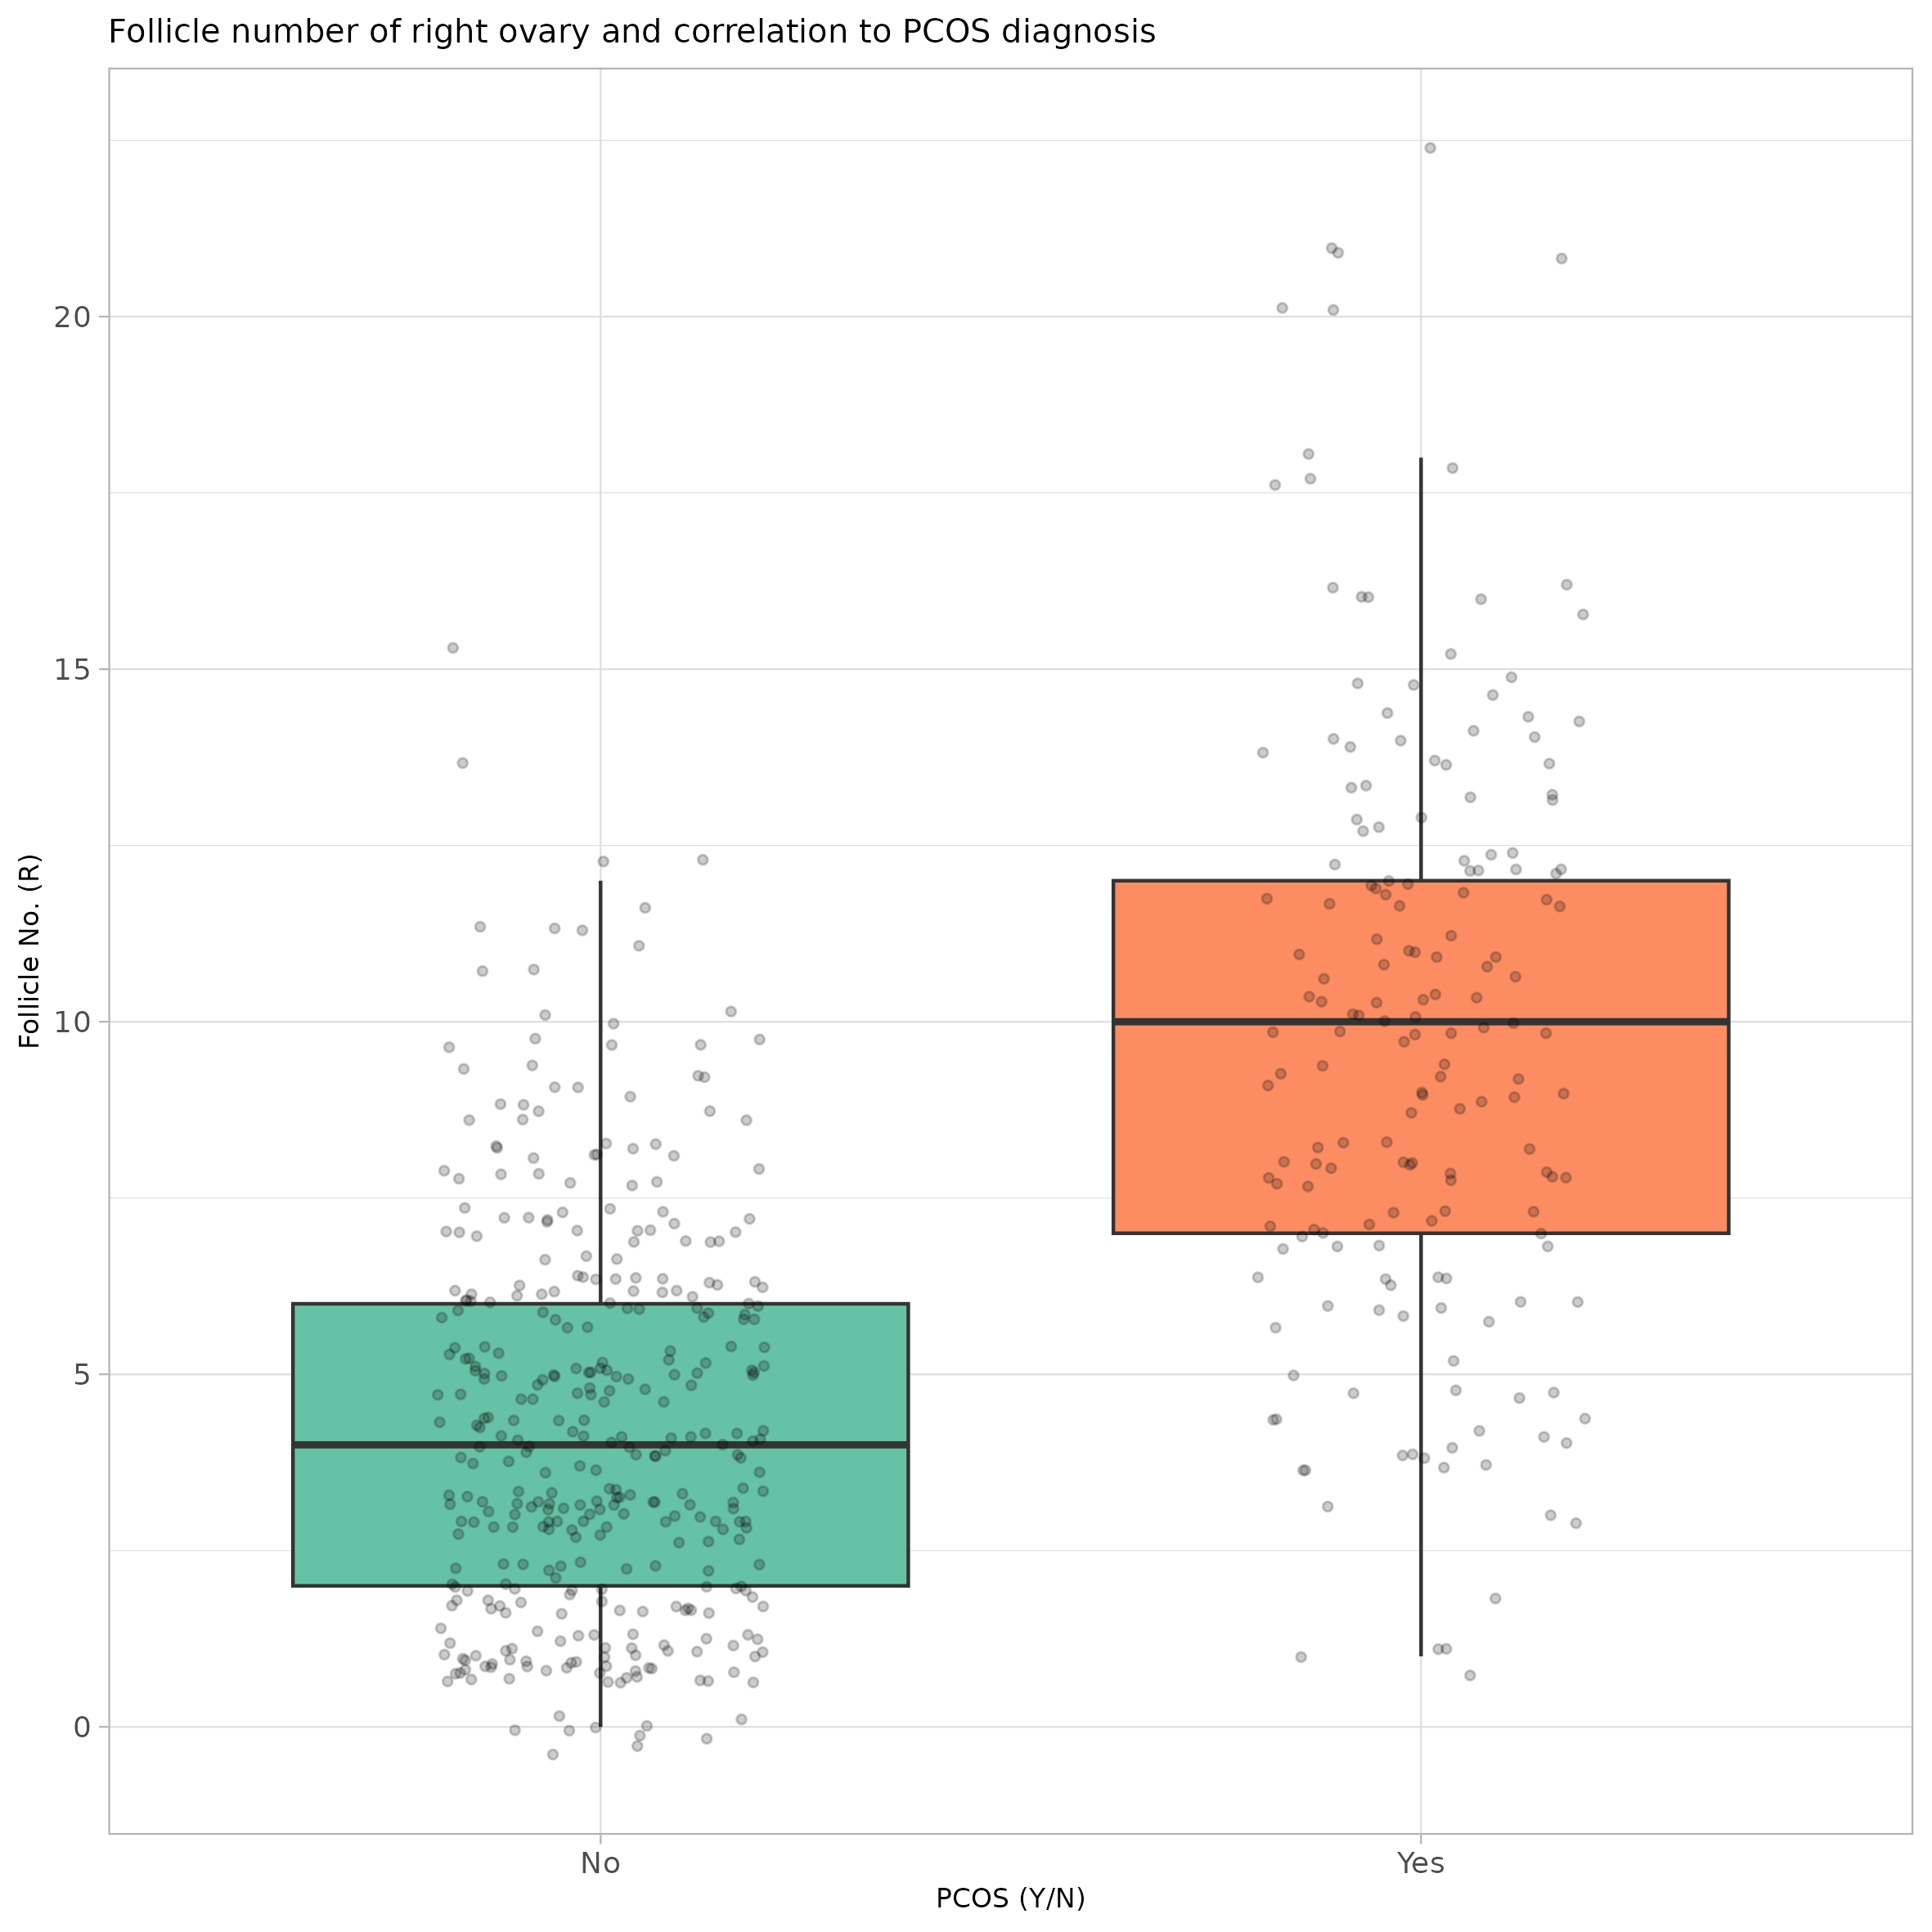 Follicle number of right ovary and correlation to PCOS diagnosis
Follicle No. (R)
20
15
10
5
0
No
Yes
PCOS (Y/N)